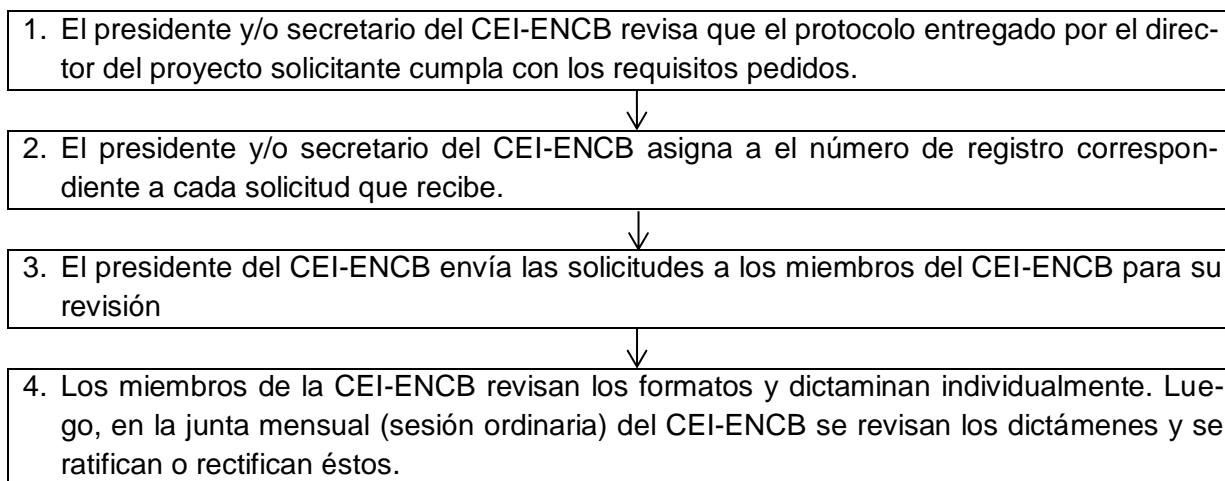 1. El presidente y/o secretario del CEI-ENCB revisa que el protocolo entregado por el direc-
tor del proyecto solicitante cumpla con los requisitos pedidos.
2. El presidente y/o secretario del CEI-ENCB asigna a el número de registro correspon-
diente a cada solicitud que recibe.
3. El presidente del CEI-ENCB envía las solicitudes a los miembros del CEI-ENCB para su
revisión
4. Los miembros de la CEI-ENCB revisan los formatos y dictaminan individualmente. Lue-
go, en la junta mensual (sesión ordinaria) del CEI-ENCB se revisan los dictámenes y se
ratifican o rectifican éstos.